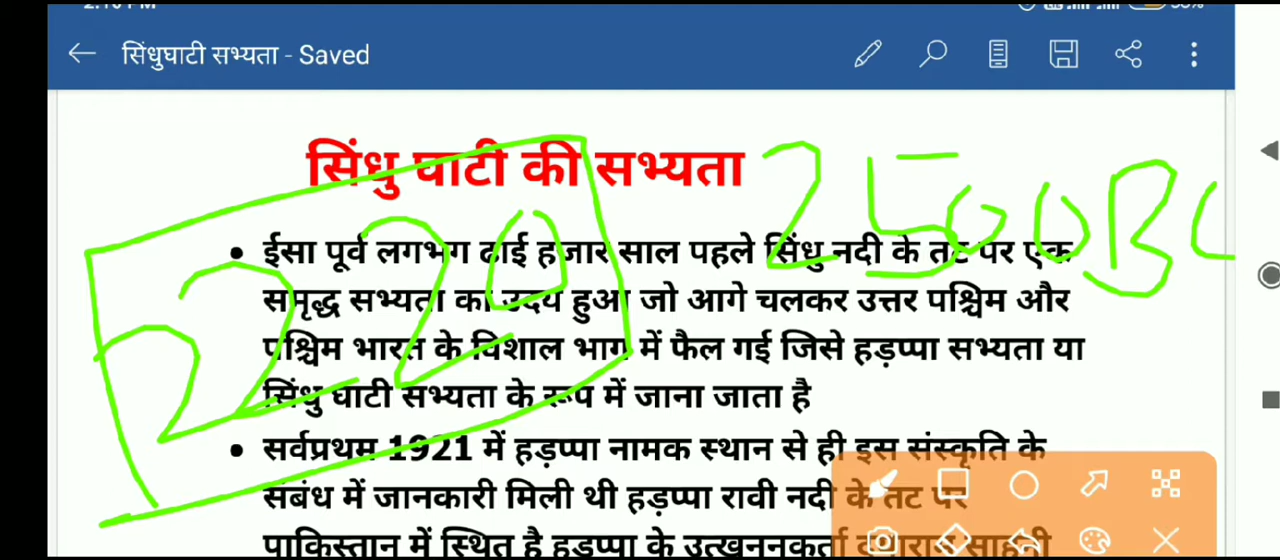 सिंधुघाटी सभ्यता - Saved
सिंधु घाटी की सभ्यता
2500BC
2220
• ईसा पूर्व लगभग ढाई हजार साल पहले सिंधु नदी के तट पर एक
समृद्ध सभ्यता का उदय हुआ जो आगे चलकर उत्तर पश्चिम और
पश्चिम भारत के विशाल भाग में फैल गई जिसे हड़प्पा सभ्यता या
सिंधु घाटी सभ्यता के रूप में जाना जाता है
• सर्वप्रथम 1921 में हड़प्पा नामक स्थान से ही इस संस्कृति के
संबंध में जानकारी मिली थी हड़प्पा रावी नदी के तट पर
पाकिस्तान में स्थित है हड़प्पा के उत्खननकर्ता